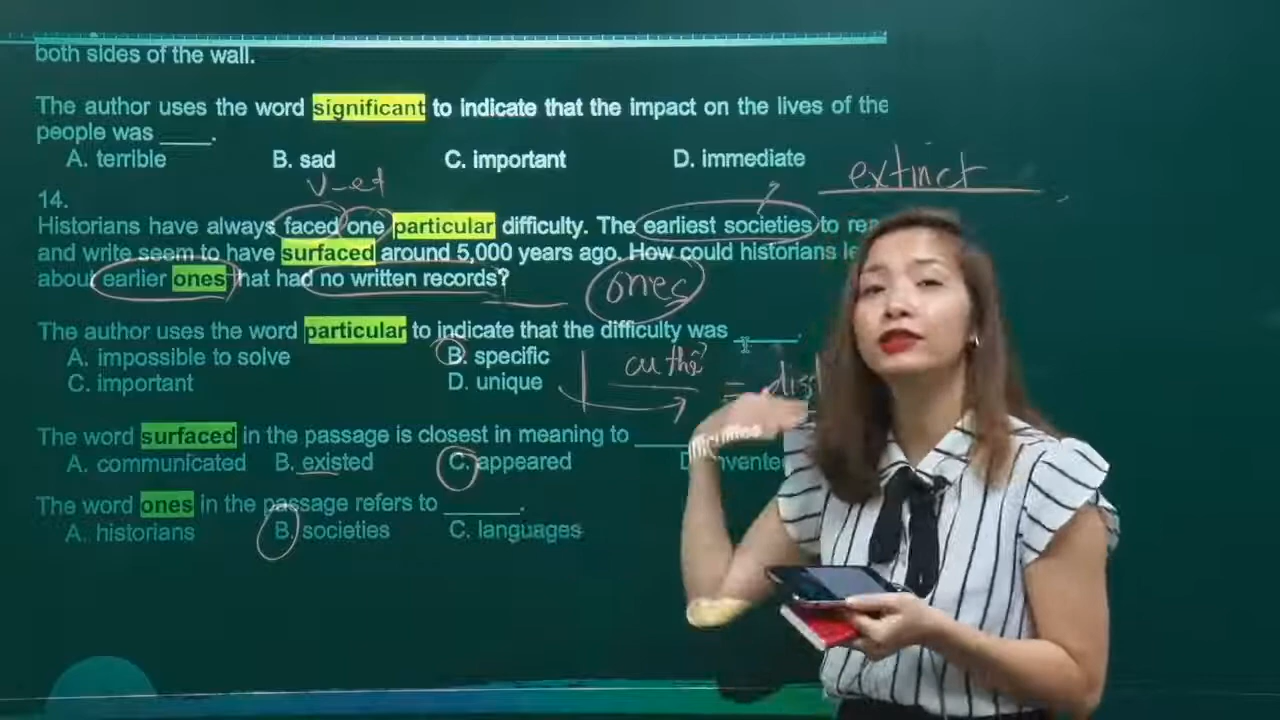 both sides of the wall.
The author uses the word significant to indicate that the impact on the lives of the
people was ____.
A. terrible B. sad C. important D. immediate
V-ed
extinct
14.
Historians have always faced one particular difficulty. The earliest societies to
and write seem to have surfaced around 5,000 years ago. How could historians
about earlier ones that had no written records?
ones
The author uses the word particular to indicate that the difficulty was ______.
A. impossible to solve B. specific
cụ thể
C. important D. unique
=
The word surfaced in the passage is closest in meaning to
A. communicated B. existed C. appeared
The word ones in the passage refers to _______.
A. historians B. societies C. languages